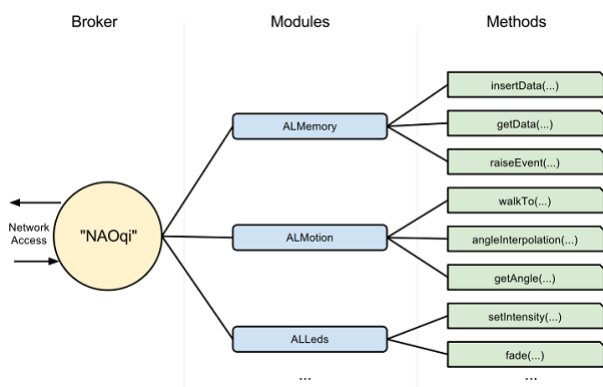 Broker
Modules
Methods
Network
Access
"NAOqi"
ALMemory
insertData(...)
getData(...)
raiseEvent(...)
ALMotion
walkTo(...)
angleInterpolation(...)
getAngle(...)
ALLeds
setIntensity(...)
fade(...)
...
...